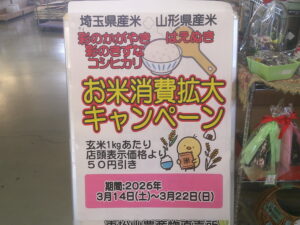 埼玉県産米 山形県産米
彩のかがやき はえぬき
彩のきずな
コシヒカリ
お米消費拡大
キャンペーン
玄米1kgあたり
店頭表示価格より
50円引き
期間:2026年
3月14日(土)～3月22日(日)